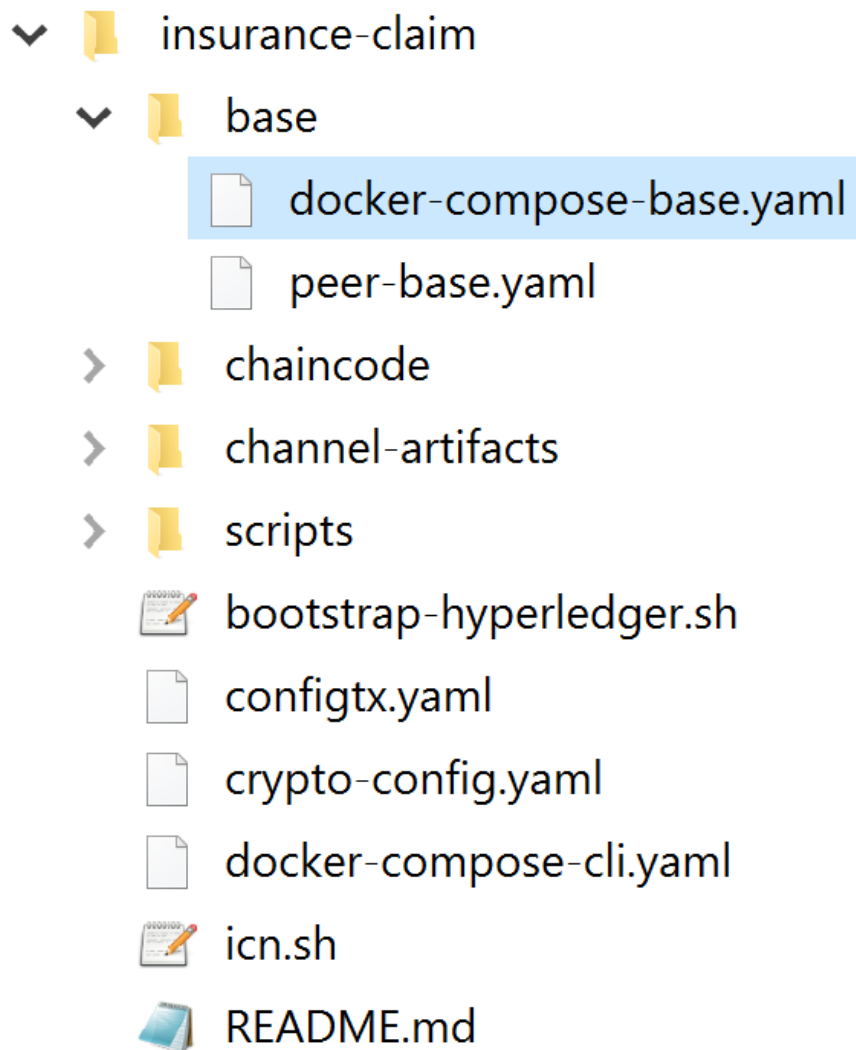 insurance-claim
base
docker-compose-base.yaml
peer-base.yaml
chaincode
channel-artifacts
scripts
bootstrap-hyperledger.sh
configtx.yaml
crypto-config.yaml
docker-compose-cli.yaml
icn.sh
README.md